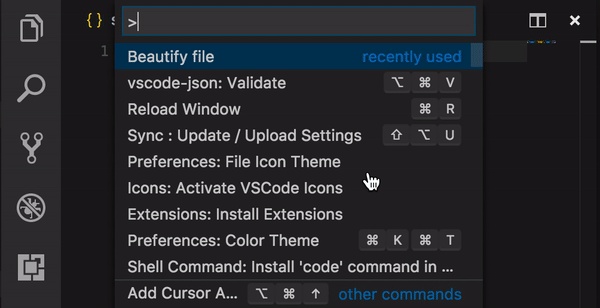 {} s
>
1
Beautify file recently used
vscode-json: Validate ⌥ ⌘ V
Reload Window ⌘ R
Sync : Update / Upload Settings ⇧ ⌥ U
Preferences: File Icon Theme
Icons: Activate VSCode Icons
Extensions: Install Extensions
Preferences: Color Theme ⌘ K ⌘ T
Shell Command: Install 'code' command in ...
Add Cursor A... ⌥ ⌘ ↑ other commands